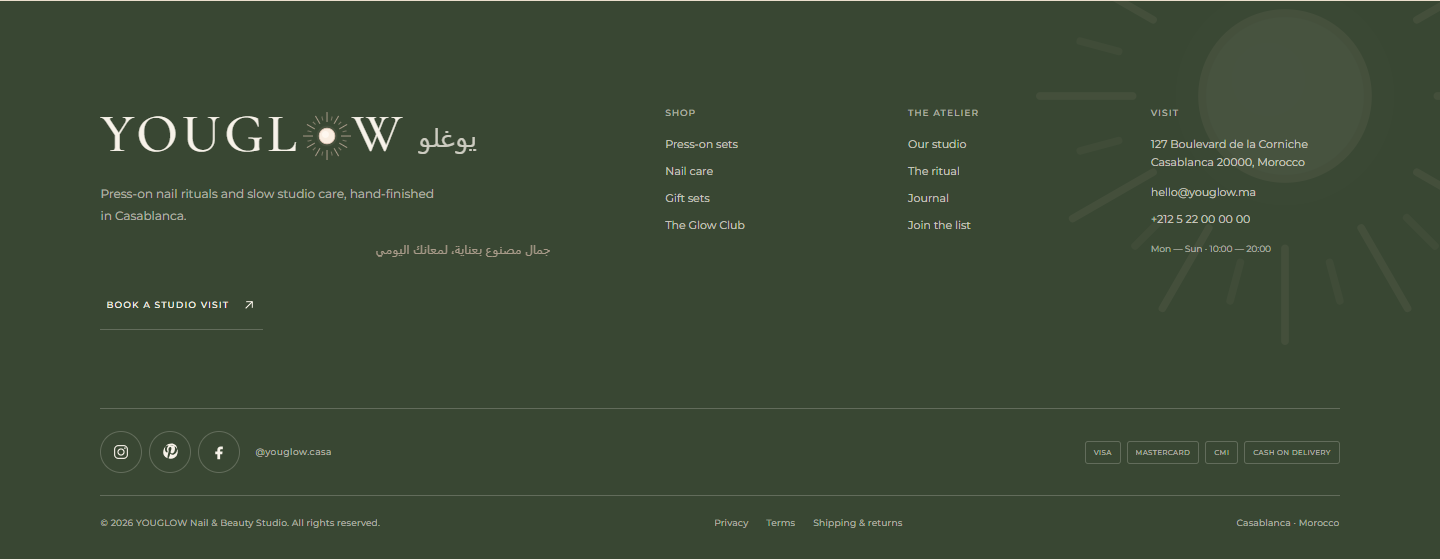 YOUGLOW يوغلو
Press-on nail rituals and slow studio care, hand-finished
in Casablanca.
جمال مصنوع بعناية، لمعانك اليومي
BOOK A STUDIO VISIT
SHOP
Press-on sets
Nail care
Gift sets
The Glow Club
THE ATELIER
Our studio
The ritual
Journal
Join the list
VISIT
127 Boulevard de la Corniche
Casablanca 20000, Morocco
hello@youglow.ma
+212 5 22 00 00 00
Mon — Sun · 10:00 — 20:00
@youglow.casa
VISA MASTERCARD CMI CASH ON DELIVERY
© 2026 YOUGLOW Nail & Beauty Studio. All rights reserved.
Privacy Terms Shipping & returns
Casablanca · Morocco